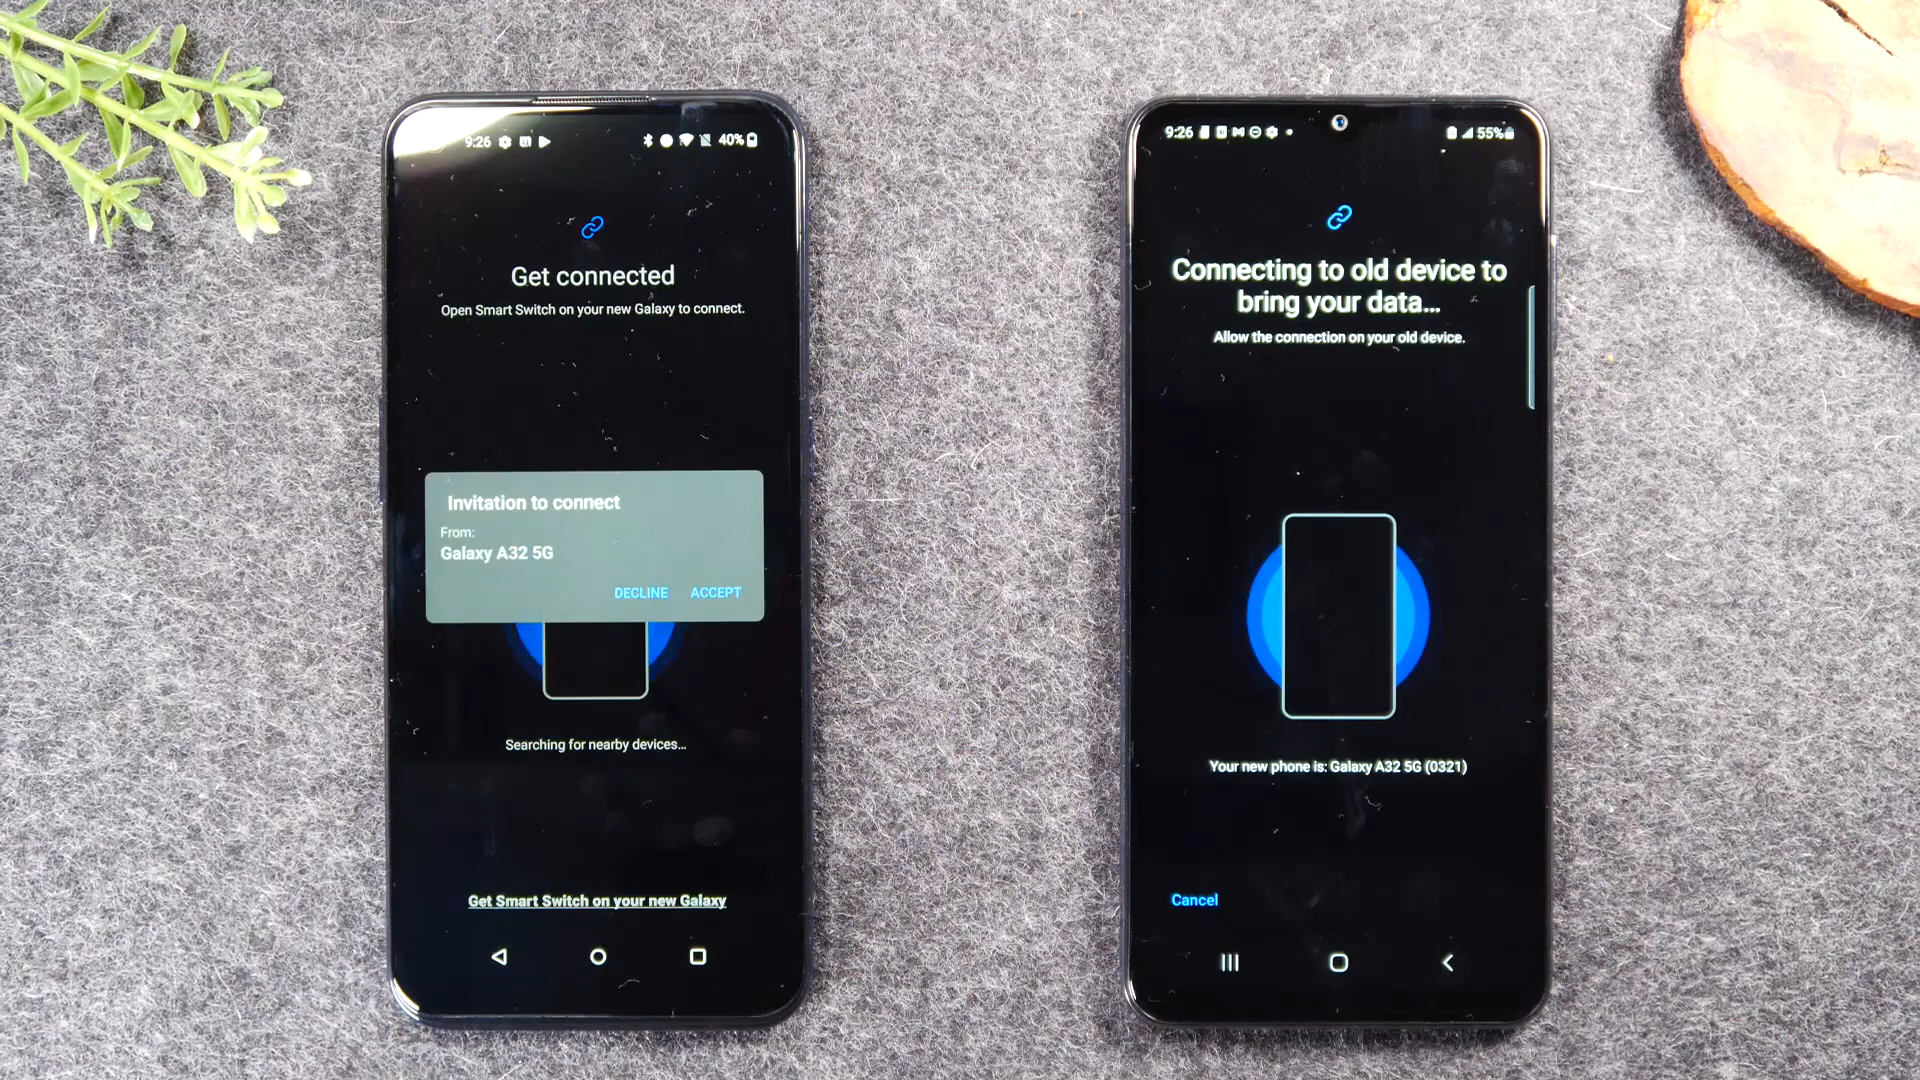 9:26
40%
Get connected
Open Smart Switch on your new Galaxy to connect.
Invitation to connect
From:
Galaxy A32 5G
DECLINE ACCEPT
Searching for nearby devices...
Get Smart Switch on your new Galaxy
9:26
55%
Connecting to old device to
bring your data...
Allow the connection on your old device.
Your new phone is: Galaxy A32 5G (0321)
Cancel